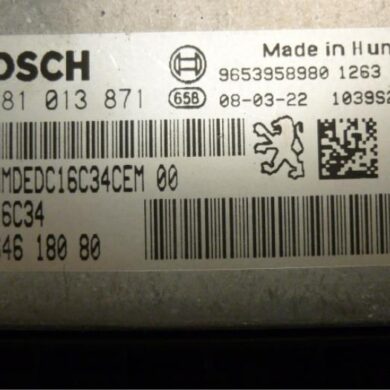 OSCH
Made in Hun
9653958980 1263
81 013 871
658
08-03-22
1039S2
MDEDC16C34CEM 00
6C34
46 180 80